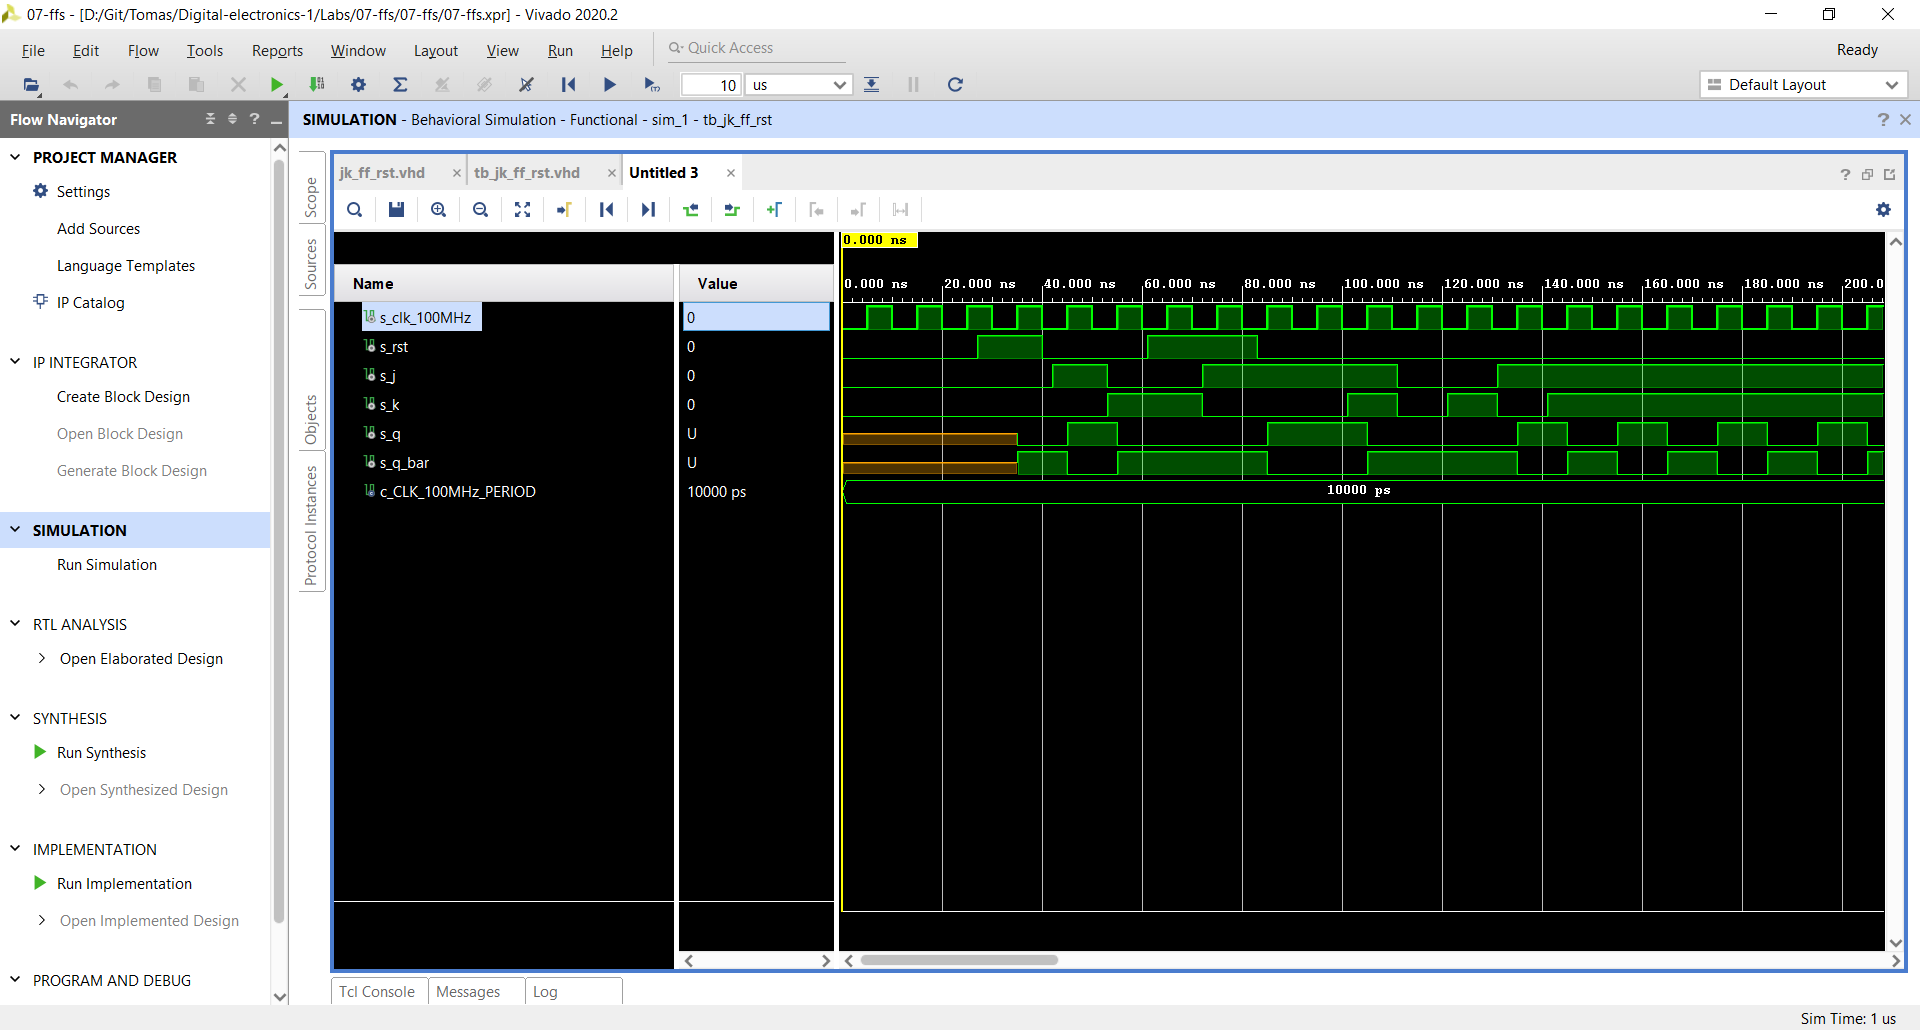 07-ffs - [D:/Git/Tomas/Digital-electronics-1/Labs/07-ffs/07-ffs/07-ffs.xpr] - Vivado 2020.2
File Edit Flow Tools Reports Window Layout View Run Help Quick Access Ready
10 us Default Layout
Flow Navigator ?
SIMULATION - Behavioral Simulation - Functional - sim_1 - tb_jk_ff_rst ?
PROJECT MANAGER
Settings
Add Sources
Language Templates
IP Catalog
IP INTEGRATOR
Create Block Design
Open Block Design
Generate Block Design
SIMULATION
Run Simulation
RTL ANALYSIS
Open Elaborated Design
SYNTHESIS
Run Synthesis
Open Synthesized Design
IMPLEMENTATION
Run Implementation
Open Implemented Design
PROGRAM AND DEBUG
Scope
Sources
Objects
Protocol Instances
jk_ff_rst.vhd tb_jk_ff_rst.vhd Untitled 3 ?
0.000 ns
Name Value
0.000 ns 20.000 ns 40.000 ns 60.000 ns 80.000 ns 100.000 ns 120.000 ns 140.000 ns 160.000 ns 180.000 ns 200.0
s_clk_100MHz 0
s_rst 0
s_j 0
s_k 0
s_q U
s_q_bar U
c_CLK_100MHz_PERIOD 10000 ps 10000 ps
Tcl Console Messages Log
Sim Time: 1 us